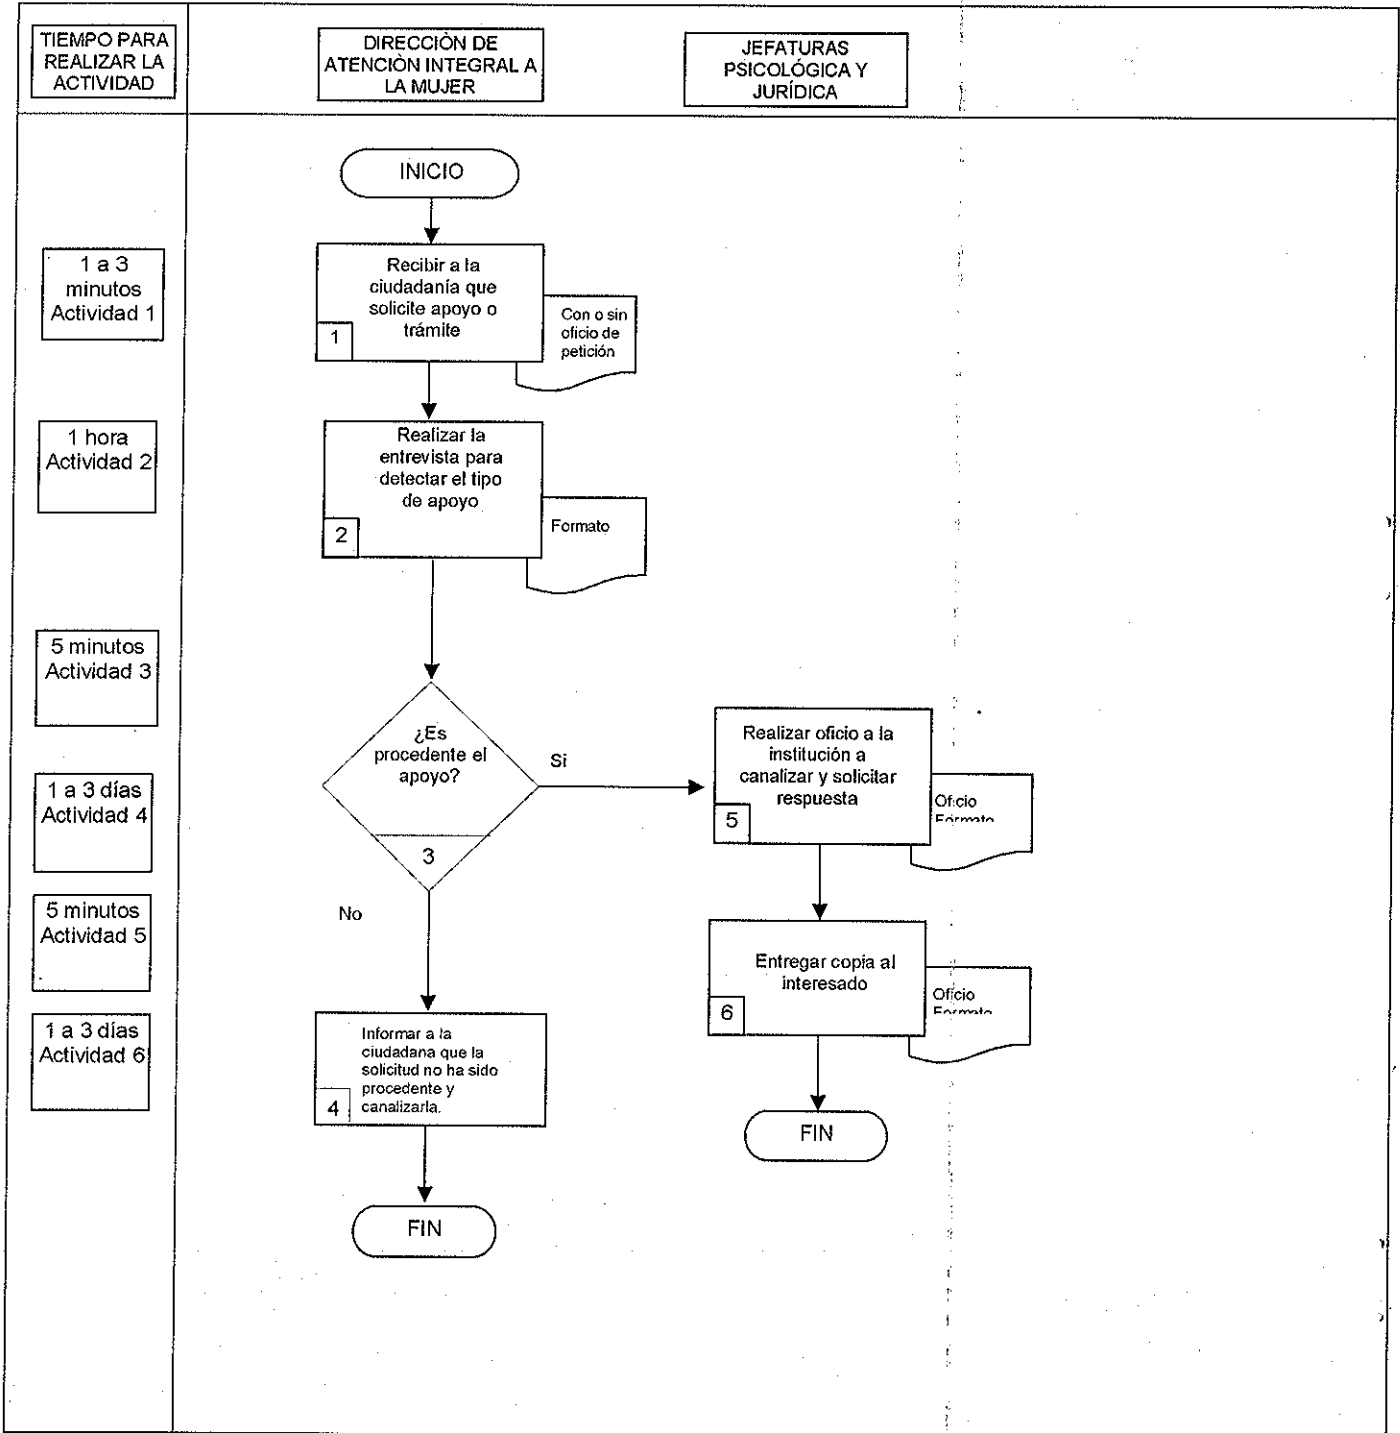 TIEMPO PARA
REALIZAR LA
ACTIVIDAD
DIRECCIÓN DE
ATENCIÓN INTEGRAL A
LA MUJER
JEFATURAS
PSICOLÓGICA Y
JURÍDICA
INICIO
1 a 3
minutos
Actividad 1
Recibir a la
ciudadanía que
solicite apoyo o
trámite
1
Con o sin
oficio de
petición
1 hora
Actividad 2
Realizar la
entrevista para
detectar el tipo
de apoyo
2
Formato
5 minutos
Actividad 3
¿Es
procedente el
apoyo?
3
Si
No
Realizar oficio a la
institución a
canalizar y solicitar
respuesta
5
Oficio
Formato
1 a 3 días
Actividad 4
5 minutos
Actividad 5
Entregar copia al
interesado
6
Oficio
Formato
1 a 3 días
Actividad 6
Informar a la
ciudadana que la
solicitud no ha sido
procedente y
canalizarla.
4
FIN
FIN